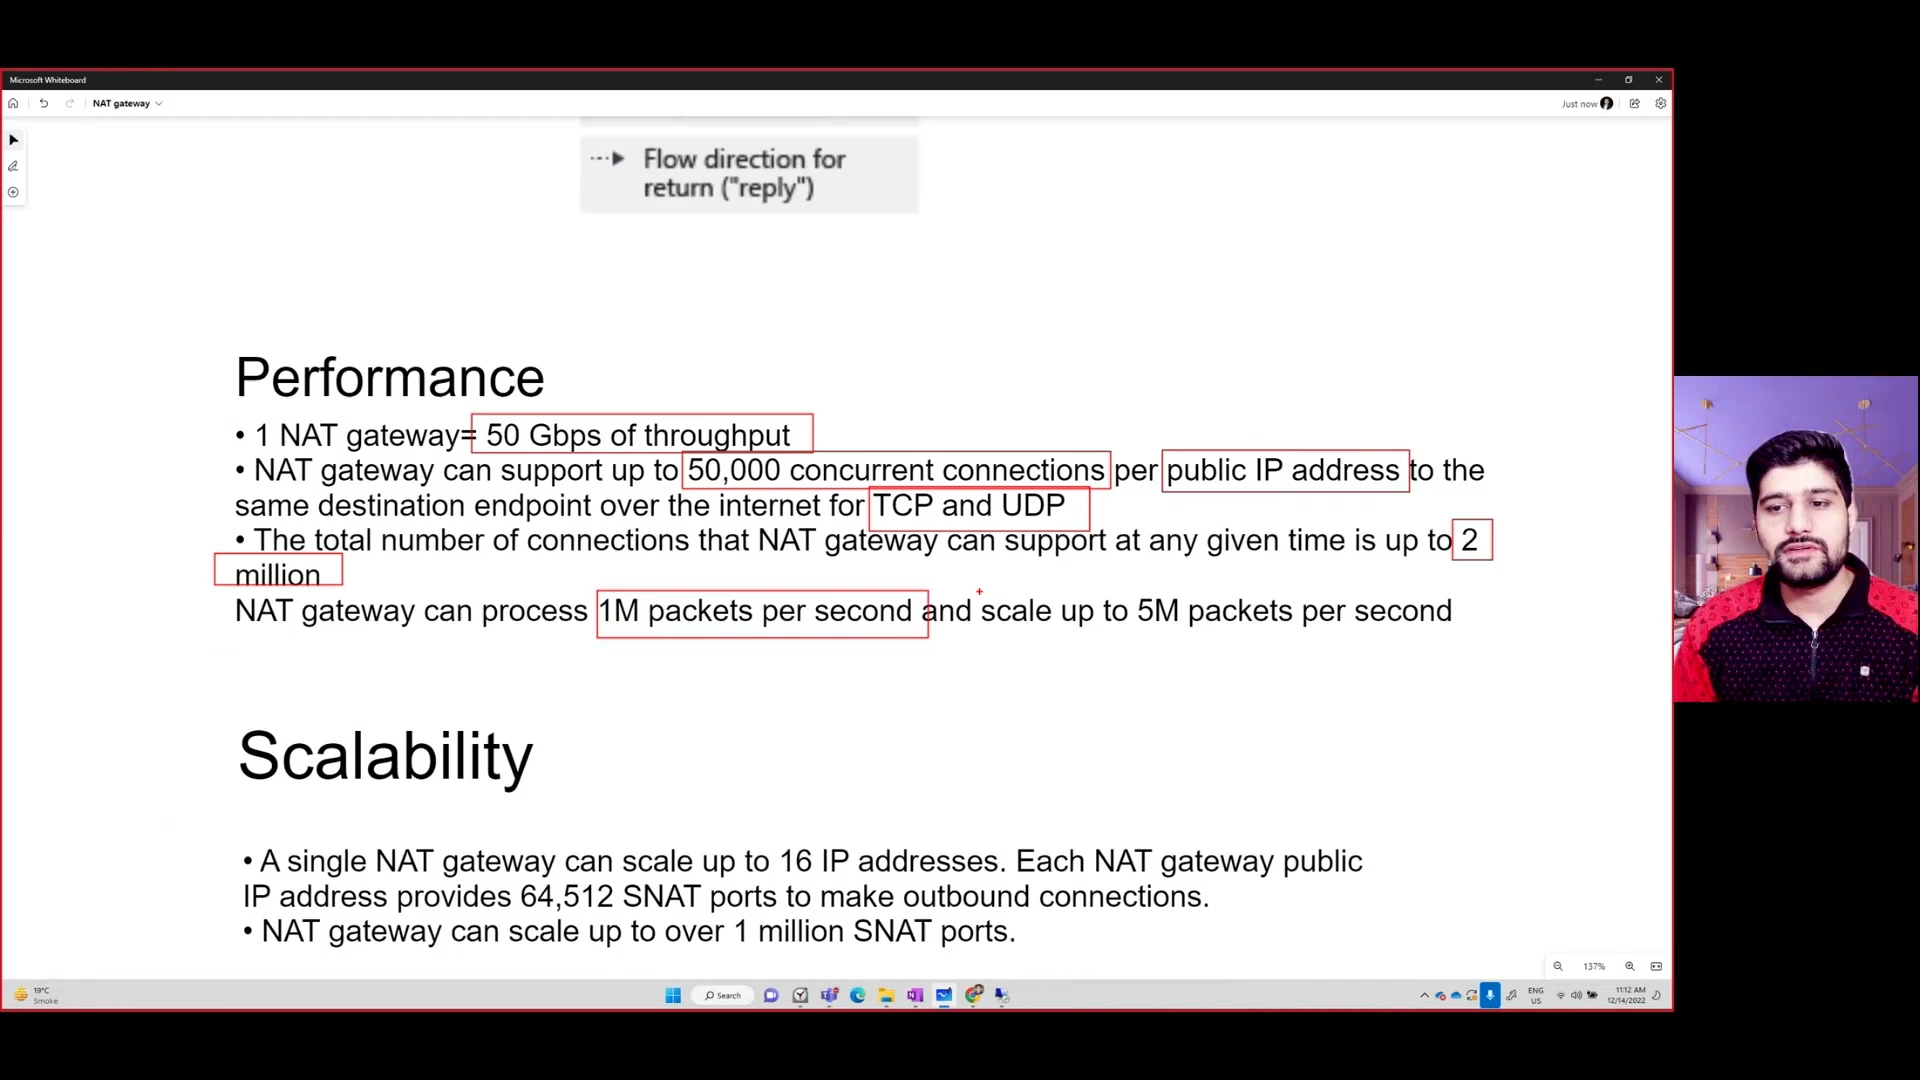 Microsoft Whiteboard
NAT gateway
Just now
Flow direction for
return ("reply")
Performance
• 1 NAT gateway= 50 Gbps of throughput
• NAT gateway can support up to 50,000 concurrent connections per public IP address to the
same destination endpoint over the internet for TCP and UDP
• The total number of connections that NAT gateway can support at any given time is up to 2
million
NAT gateway can process 1M packets per second and scale up to 5M packets per second
Scalability
• A single NAT gateway can scale up to 16 IP addresses. Each NAT gateway public
IP address provides 64,512 SNAT ports to make outbound connections.
• NAT gateway can scale up to over 1 million SNAT ports.
137%
19°C
Smoke
Search
ENG
US
11:12 AM
12/14/2022